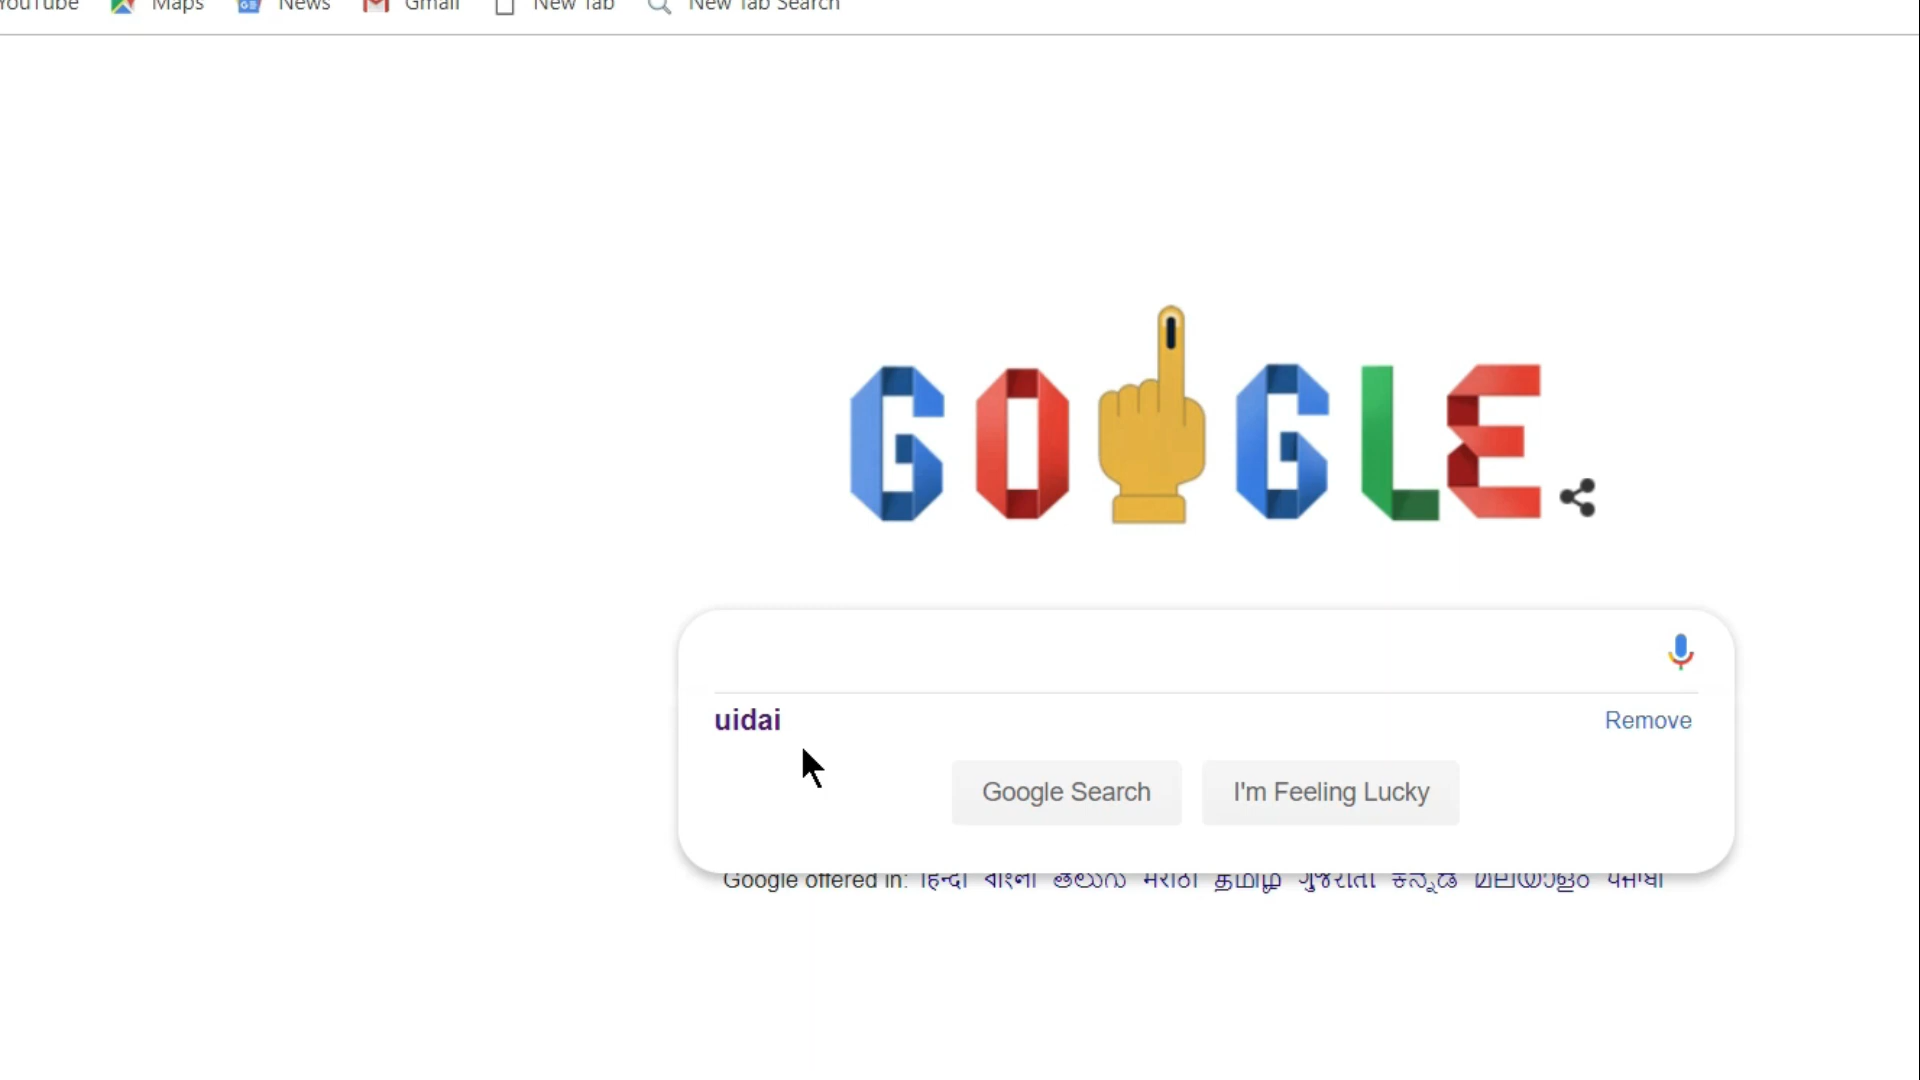 YouTube Maps News Gmail New Tab New Tab Search
GOOGLE
uidai Remove
Google Search I'm Feeling Lucky
Google offered in: हिन्दी বাংলা తెలుగు मराठी தமிழ் ગુજરાતી ಕನ್ನಡ മലയാളം ਪੰਜਾਬੀ